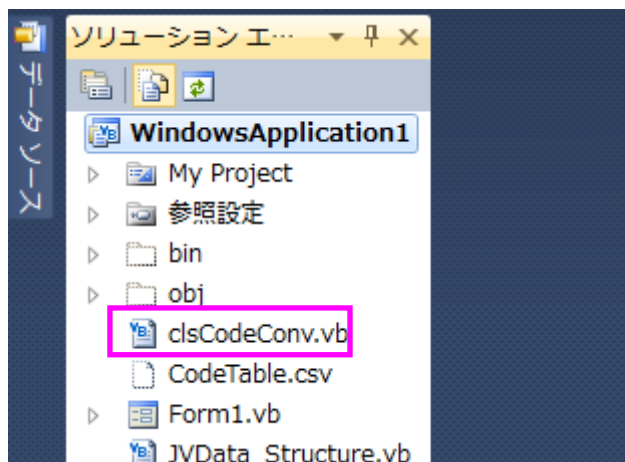 データ ソース
ソリューション エ…
WindowsApplication1
My Project
参照設定
bin
obj
clsCodeConv.vb
CodeTable.csv
Form1.vb
JVData_Structure.vb